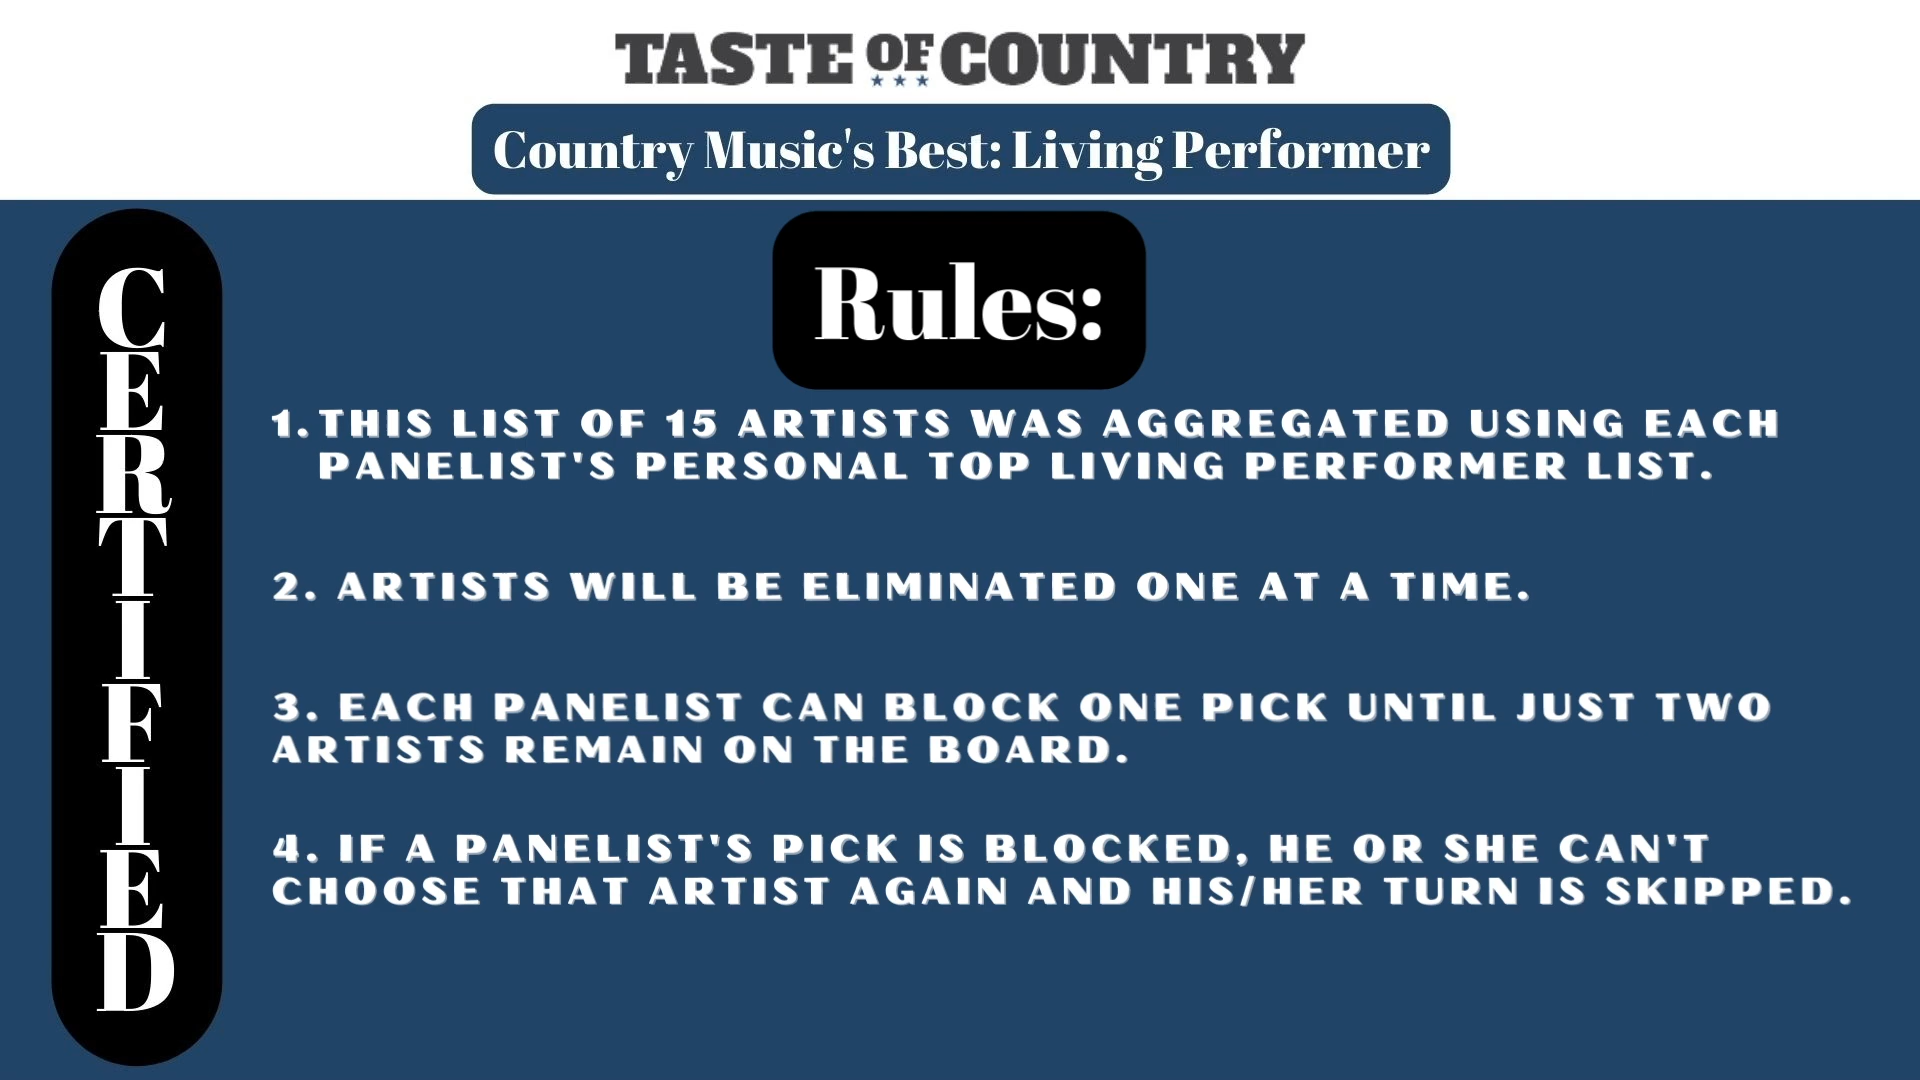 TASTE OF COUNTRY
Country Music's Best: Living Performer
CERTIFIED
Rules:
1. THIS LIST OF 15 ARTISTS WAS AGGREGATED USING EACH
PANELIST'S PERSONAL TOP LIVING PERFORMER LIST.
2. ARTISTS WILL BE ELIMINATED ONE AT A TIME.
3. EACH PANELIST CAN BLOCK ONE PICK UNTIL JUST TWO
ARTISTS REMAIN ON THE BOARD.
4. IF A PANELIST'S PICK IS BLOCKED, HE OR SHE CAN'T
CHOOSE THAT ARTIST AGAIN AND HIS/HER TURN IS SKIPPED.